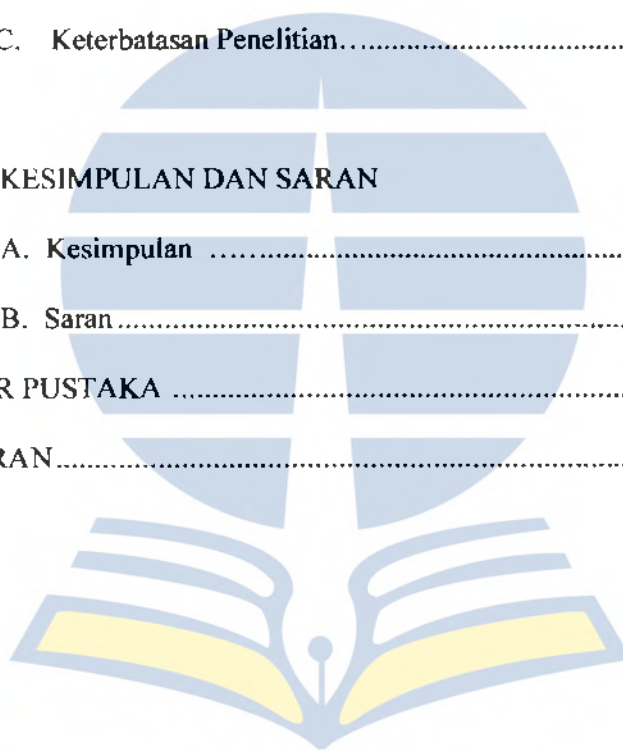 C. Keterbatasan Penelitian..............................
KESIMPULAN DAN SARAN
A. Kesimpulan ..............................
B. Saran..............................
R PUSTAKA ..............................
RAN..............................